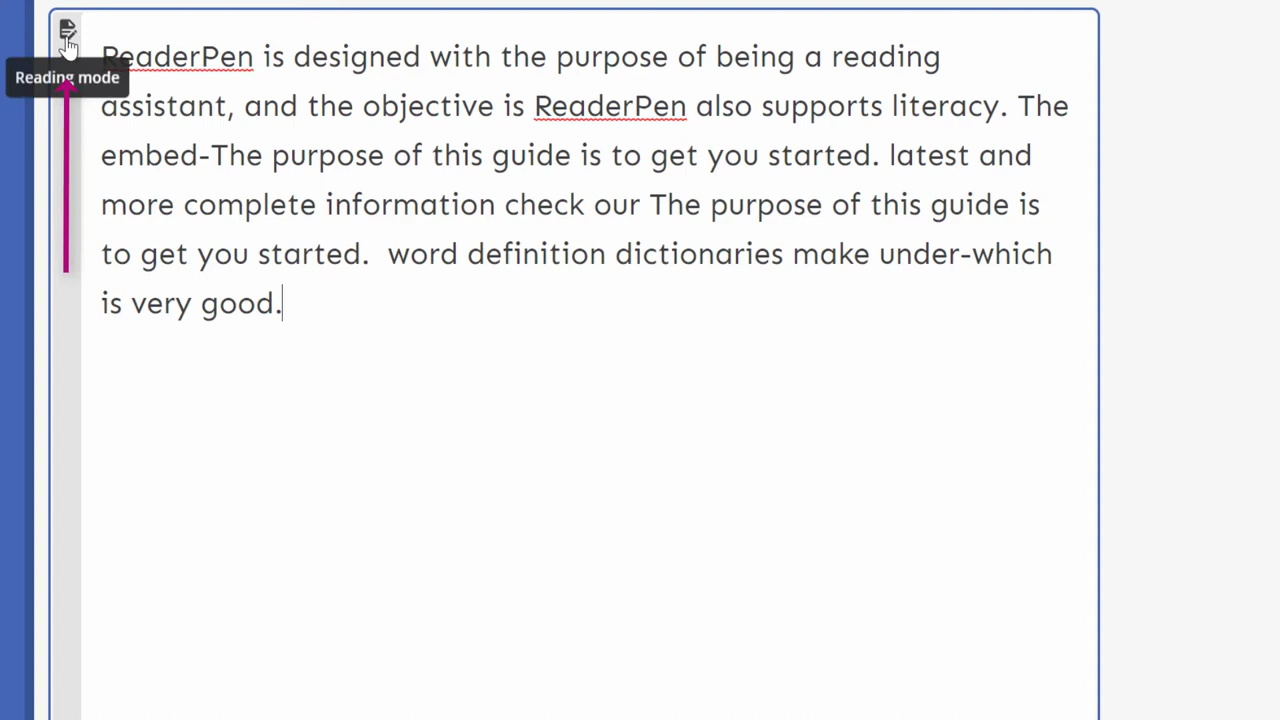 ReaderPen is designed with the purpose of being a reading
Reading mode
assistant, and the objective is ReaderPen also supports literacy. The
embed-The purpose of this guide is to get you started. latest and
more complete information check our The purpose of this guide is
to get you started.  word definition dictionaries make under-which
is very good.